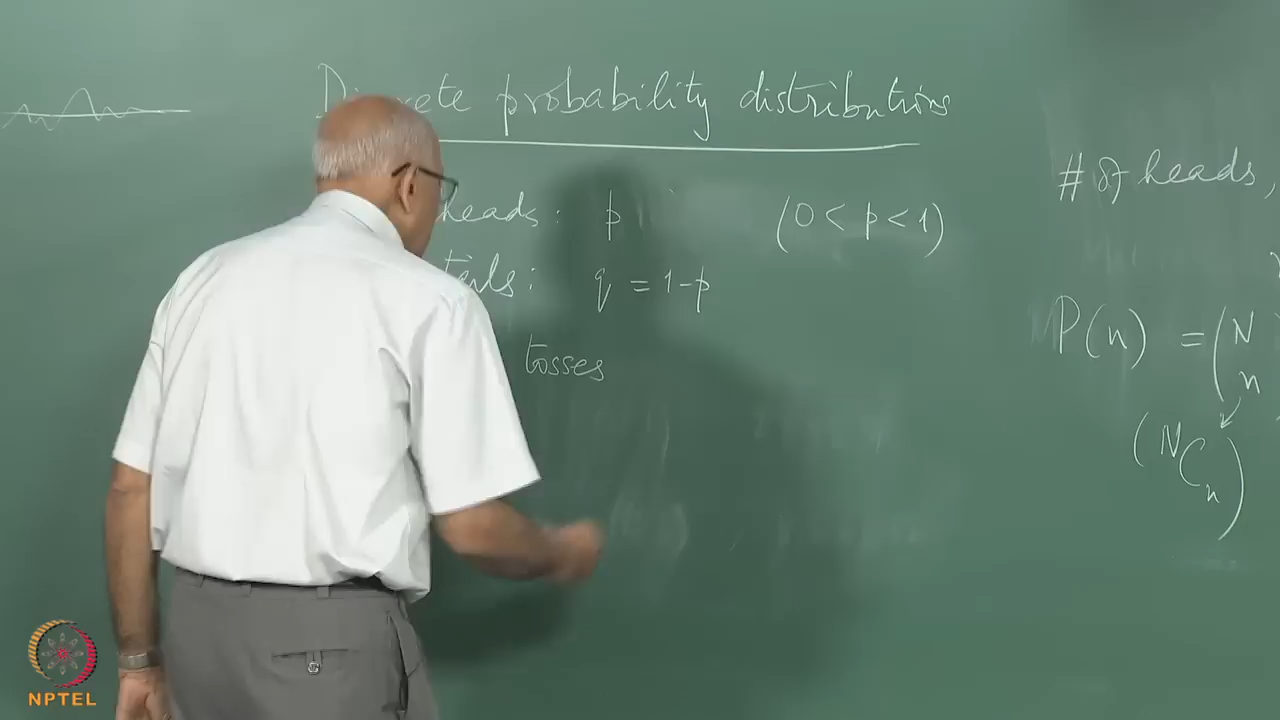 Discrete probability distributions
heads: p (0 < p < 1)
tails: q = 1-p
tosses
# of heads,
P(n) = (N
n
(NCn)
NPTEL